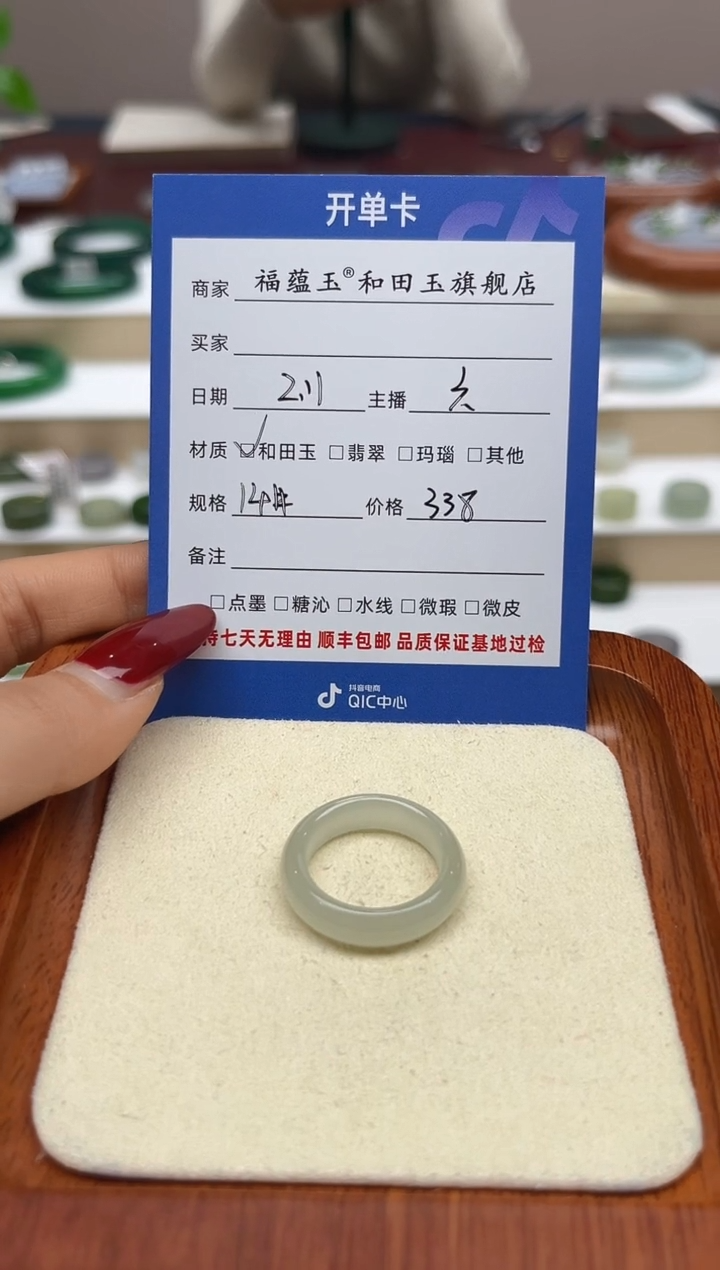 开单卡
商家 福蕴玉®和田玉旗舰店
买家
日期 2.11 主播
材质 ☑和田玉 □翡翠 □玛瑙 □其他
规格 价格 338
备注
□点墨 □糖沁 □水线 □微瑕 □微皮
持七天无理由 顺丰包邮 品质保证基地过检
抖音电商
QIC中心